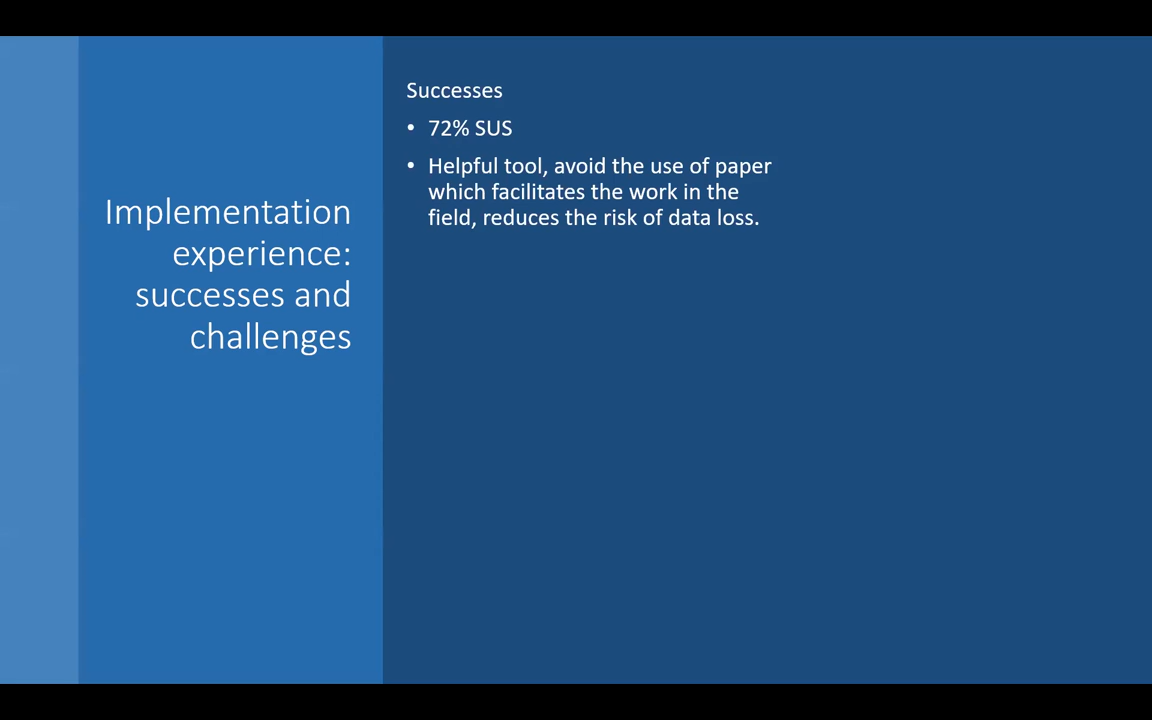 Implementation
experience:
successes and
challenges
Successes
• 72% SUS
• Helpful tool, avoid the use of paper
which facilitates the work in the
field, reduces the risk of data loss.